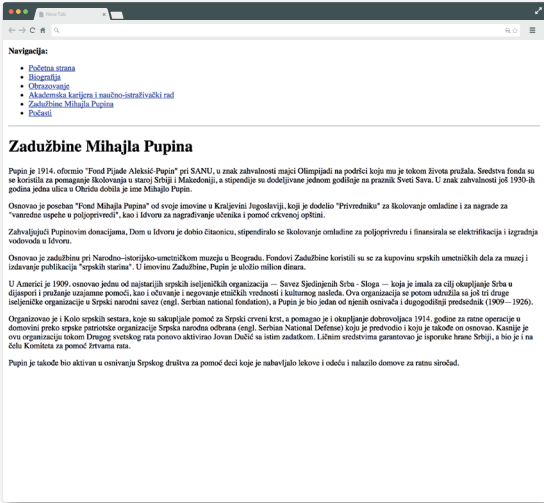 New Tab
Navigacija:
Početna strana
Biografija
Obrazovanje
Akademska karijera i naučno-istraživački rad
Zadužbine Mihajla Pupina
Počasti
Zadužbine Mihajla Pupina
Pupin je 1914. oformio "Fond Pijade Aleksić-Pupin" pri SANU, u znak zahvalnosti majci Olimpijadi na podršci koju mu je tokom života pružala. Sredstva fonda su
se koristila za pomaganje školovanja u staroj Srbiji i Makedoniji, a stipendije su dodeljivane jednom godišnje na praznik Sveti Sava. U znak zahvalnosti još 1930-ih
godina jedna ulica u Ohridu dobila je ime Mihajlo Pupin.
Osnovao je poseban "Fond Mihajla Pupina" od svoje imovine u Kraljevini Jugoslaviji, koji je dodelio "Privredniku" za školovanje omladine i za nagrade za
"vanredne uspehe u poljoprivredi", kao i Idvoru za nagrađivanje učenika i pomoć crkvenoj opštini.
Zahvaljujući Pupinovim donacijama, Dom u Idvoru je dobio čitaonicu, stipendiralo se školovanje omladine za poljoprivredu i finansirala se elektrifikacija i izgradnja
vodovoda u Idvoru.
Osnovao je zadužbinu pri Narodno–istorijsko-umetničkom muzeju u Beogradu. Fondovi Zadužbine koristili su se za kupovinu srpskih umetničkih dela za muzej i
izdavanje publikacija "srpskih starina". U imovinu Zadužbine, Pupin je uložio milion dinara.
U Americi je 1909. osnovao jednu od najstarijih srpskih iseljeničkih organizacija — Savez Sjedinjenih Srba - Sloga — koja je imala za cilj okupljanje Srba u
dijaspori i pružanje uzajamne pomoći, kao i očuvanje i negovanje etničkih vrednosti i kulturnog nasleđa. Ova organizacija se potom udružila sa još tri druge
iseljeničke organizacije u Srpski narodni savez (engl. Serbian national fondation), a Pupin je bio jedan od njenih osnivača i dugogodišnji predsednik (1909—1926).
Organizovao je i Kolo srpskih sestara, koje su sakupljale pomoć za Srpski crveni krst, a pomagao je i okupljanje dobrovoljaca 1914. godine za ratne operacije u
domovini preko srpske patriotske organizacije Srpska narodna odbrana (engl. Serbian National Defense) koju je predvodio i koju je takođe on osnovao. Kasnije je
ovu organizaciju tokom Drugog svetskog rata ponovo aktivirao Jovan Dučić sa istim zadatkom. Ličnim sredstvima garantovao je isporuke hrane Srbiji, a bio je i na
čelu Komiteta za pomoć žrtvama rata.
Pupin je takođe bio aktivan u osnivanju Srpskog društva za pomoć deci koje je nabavljalo lekove i odeću i nalazilo domove za ratnu siročad.